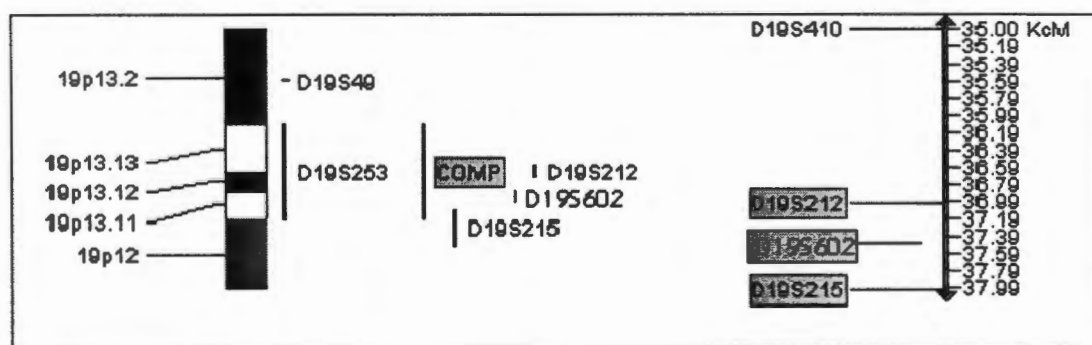 19p13.2
19p13.13
19p13.12
19p13.11
19p12
D19S49
D19S253
COMP
D19S212
D19S602
D19S215
D19S410
D19S212
D19S602
D19S215
35.00 KcM
35.19
35.39
35.59
35.79
35.99
36.19
36.39
36.59
36.79
36.99
37.19
37.39
37.59
37.79
37.99